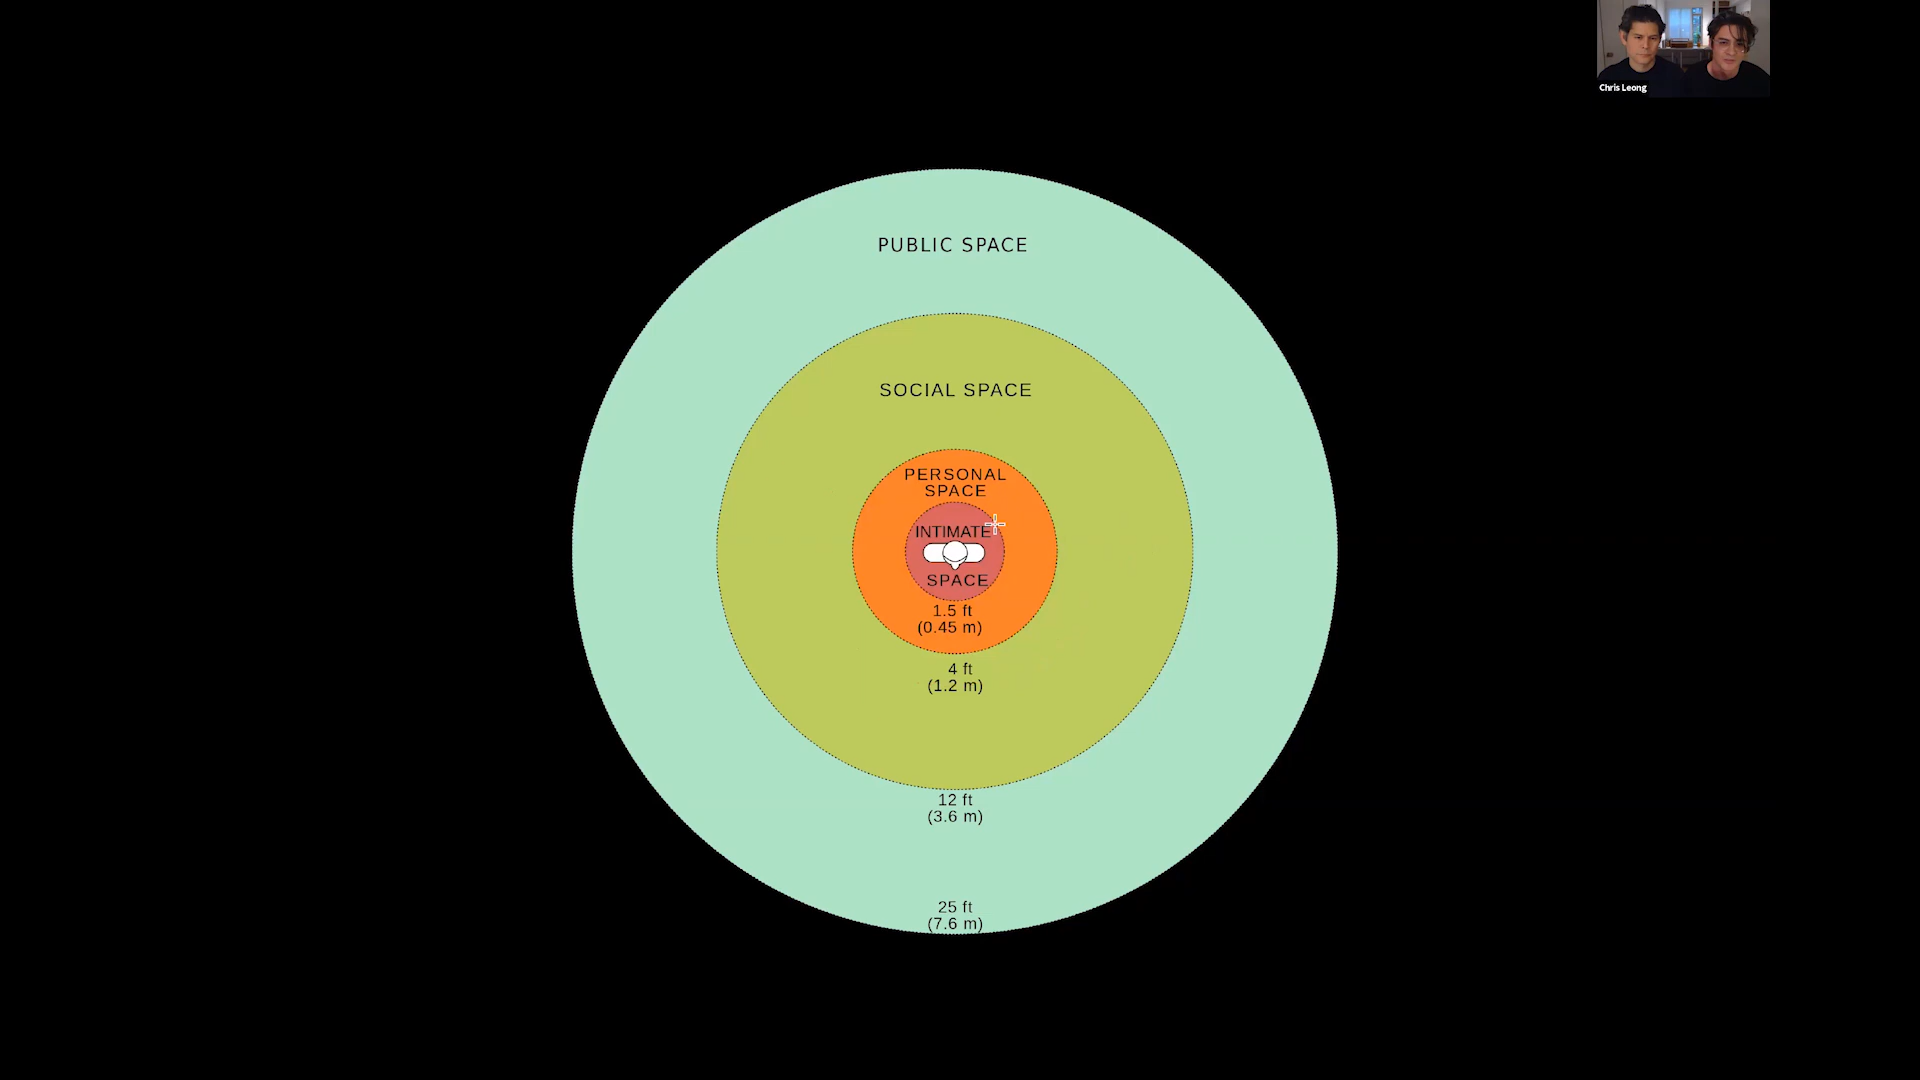 Chris Leong
PUBLIC SPACE
SOCIAL SPACE
PERSONAL
SPACE
INTIMATE
SPACE
1.5 ft
(0.45 m)
4 ft
(1.2 m)
12 ft
(3.6 m)
25 ft
(7.6 m)